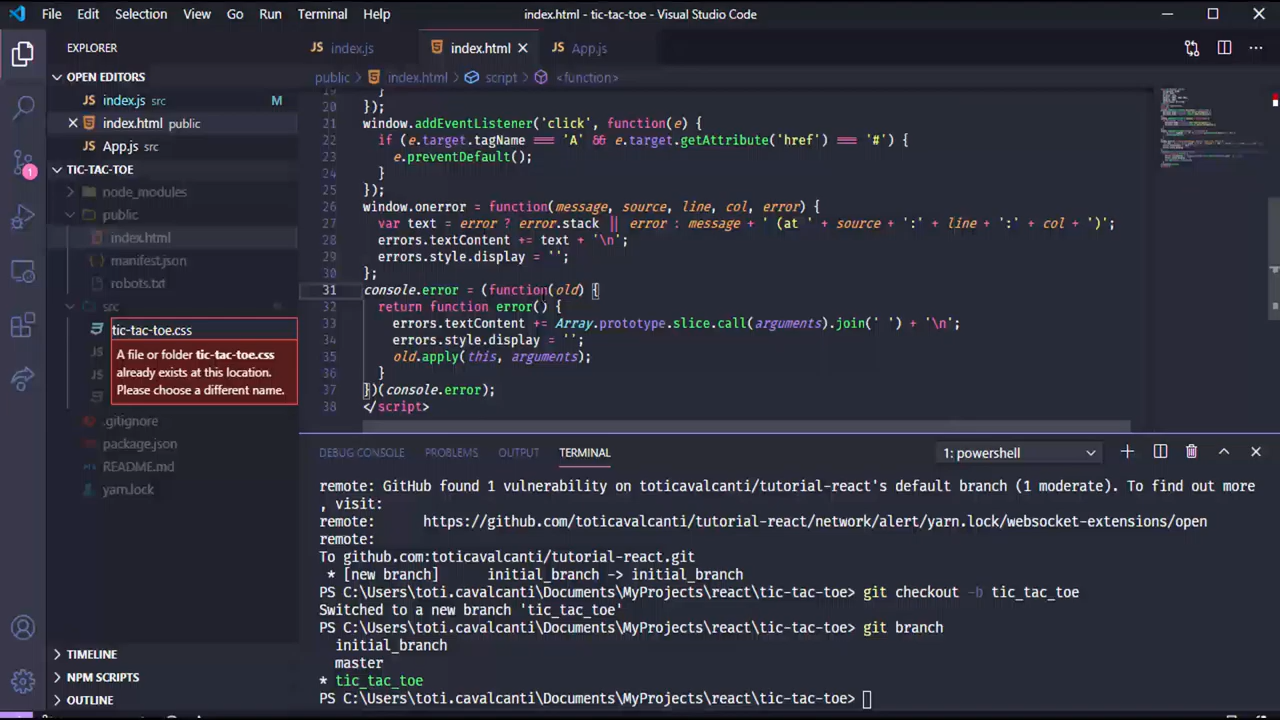 File Edit Selection View Go Run Terminal Help index.html - tic-tac-toe - Visual Studio Code
EXPLORER
OPEN EDITORS
JS index.js src M
index.html public
JS App.js src
TIC-TAC-TOE
node_modules
public
index.html
manifest.json
robots.txt
src
tic-tac-toe.css
A file or folder tic-tac-toe.css
already exists at this location.
Please choose a different name.
JS
JS
.gitignore
package.json
README.md
yarn.lock
TIMELINE
NPM SCRIPTS
OUTLINE
1
JS index.js index.html JS App.js
public > index.html > script > <function>
19 }
20 });
21 window.addEventListener('click', function(e) {
22 if (e.target.tagName === 'A' && e.target.getAttribute('href') === '#') {
23 e.preventDefault();
24 }
25 });
26 window.onerror = function(message, source, line, col, error) {
27 var text = error ? error.stack || error : message + ' (at ' + source + ':' + line + ':' + col + ')';
28 errors.textContent += text + '\n';
29 errors.style.display = '';
30 };
31 console.error = (function(old) {
32 return function error() {
33 errors.textContent += Array.prototype.slice.call(arguments).join(' ') + '\n';
34 errors.style.display = '';
35 old.apply(this, arguments);
36 }
37 })(console.error);
38 </script>
DEBUG CONSOLE PROBLEMS OUTPUT TERMINAL 1: powershell
remote: GitHub found 1 vulnerability on toticavalcanti/tutorial-react's default branch (1 moderate). To find out more
, visit:
remote: https://github.com/toticavalcanti/tutorial-react/network/alert/yarn.lock/websocket-extensions/open
remote:
To github.com:toticavalcanti/tutorial-react.git
* [new branch] initial_branch -> initial_branch
PS C:\Users\toti.cavalcanti\Documents\MyProjects\react\tic-tac-toe> git checkout -b tic_tac_toe
Switched to a new branch 'tic_tac_toe'
PS C:\Users\toti.cavalcanti\Documents\MyProjects\react\tic-tac-toe> git branch
initial_branch
master
* tic_tac_toe
PS C:\Users\toti.cavalcanti\Documents\MyProjects\react\tic-tac-toe>